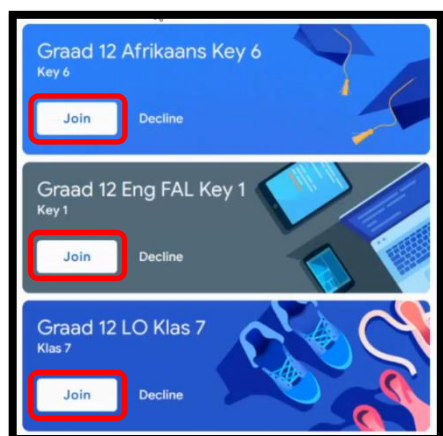 Graad 12 Afrikaans Key 6
Key 6
Join Decline
Graad 12 Eng FAL Key 1
Key 1
Join Decline
Graad 12 LO Klas 7
Klas 7
Join Decline